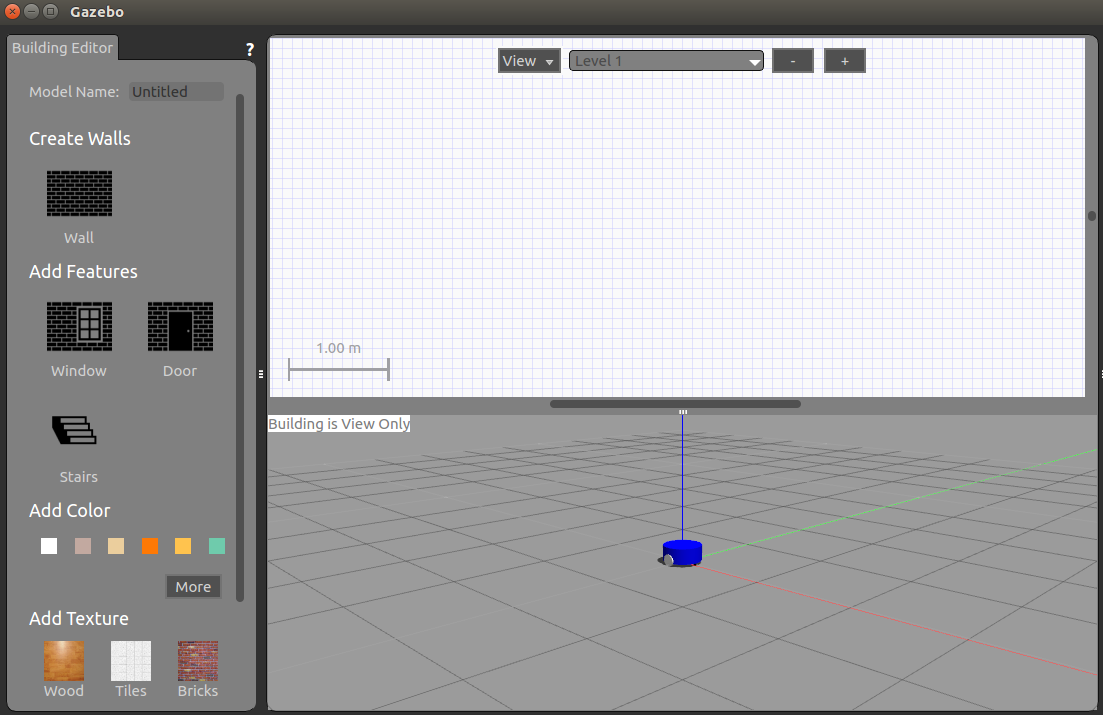 Gazebo
Building Editor
?
Model Name: Untitled
Create Walls
Wall
Add Features
Window Door
Stairs
Add Color
More
Add Texture
Wood Tiles Bricks
View Level 1 - +
1.00 m
Building is View Only